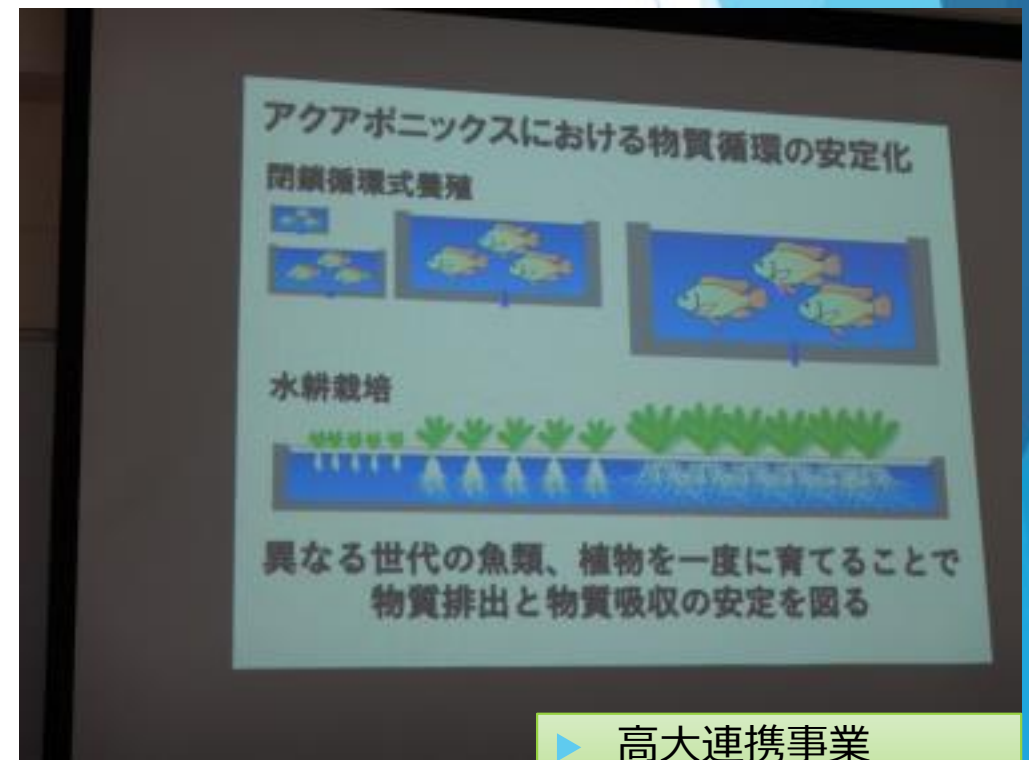 アクアポニックスにおける物質循環の安定化
閉鎖循環式養殖
水耕栽培
異なる世代の魚類、植物を一度に育てることで
物質排出と物質吸収の安定を図る
高大連携事業